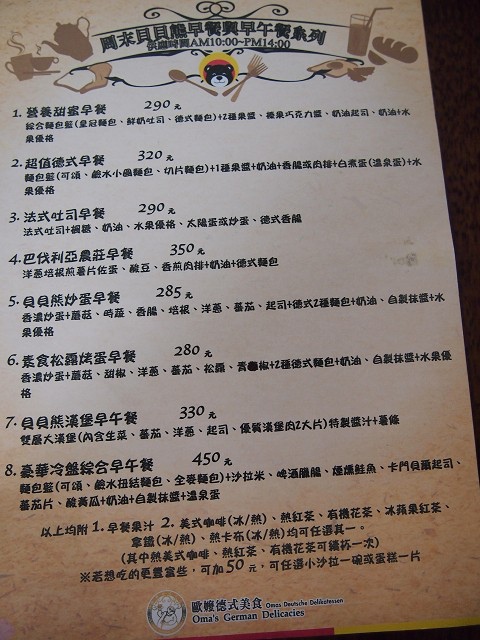 周末貝貝熊早餐與早午餐系列
供應時間AM10:00~PM14:00
1. 營養甜蜜早餐 290元
綜合麵包籃(皇冠麵包、鮮奶吐司、德式麵包)+2種果醬、榛果巧克力醬、奶油起司、奶油+水
果優格
2. 超值德式早餐 320元
麵包籃(可頌、鹼水小圓麵包、切片麵包)+1種果醬+奶油+香腸或肉排+白煮蛋(溫泉蛋)+水
果優格
3. 法式吐司早餐 290元
法式吐司+楓糖、奶油、水果優格、太陽蛋或炒蛋、德式香腸
4. 巴伐利亞農莊早餐 350元
洋蔥培根煎薯片佐蛋、酸豆、香煎肉排+奶油+德式麵包
5. 貝貝熊炒蛋早餐 285元
香濃炒蛋+蘑菇、時蔬、香腸、培根、洋蔥、番茄、起司+德式2種麵包+奶油、自製抹醬+水
果優格
6. 素食松露烤蛋早餐 280元
香濃炒蛋+蘑菇、甜椒、洋蔥、番茄、松露、青椒+2種德式麵包+奶油、自製抹醬+水果優
格
7. 貝貝熊漢堡早午餐 330元
雙層大漢堡(內含生菜、番茄、洋蔥、起司、優質漢堡肉2大片)特製醬汁+薯條
8. 豪華冷盤綜合早午餐 450元
麵包籃(可頌、鹼水扭結麵包、全麥麵包)+沙拉米、啤酒臘腸、煙燻鮭魚、卡門貝爾起司、
番茄片、酸黃瓜+奶油+自製抹醬+溫泉蛋
以上均附 1. 早餐果汁 2. 美式咖啡(冰/熱)、熱紅茶、有機花茶、冰蘋果紅茶、
拿鐵(冰/熱)、熱卡布(冰/熱)均可任選其一。
(其中熱美式咖啡、熱紅茶、有機花茶可續杯一次)
※若想吃的更豐富些,可加50元,可任選小沙拉一碗或蛋糕一片
歐嬤德式美食 Omas Deutsche Delikatessen
Oma's German Delicacies